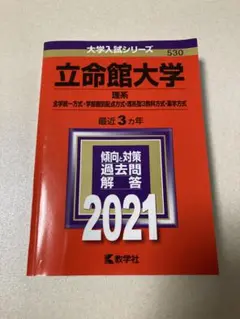 大学入試シリーズ
530
立命館大学
理系
全学統一方式・学部個別配点方式・理系型3教科方式・薬学方式
最近3カ年
傾向と対策
過去問
解答
2021
教学社